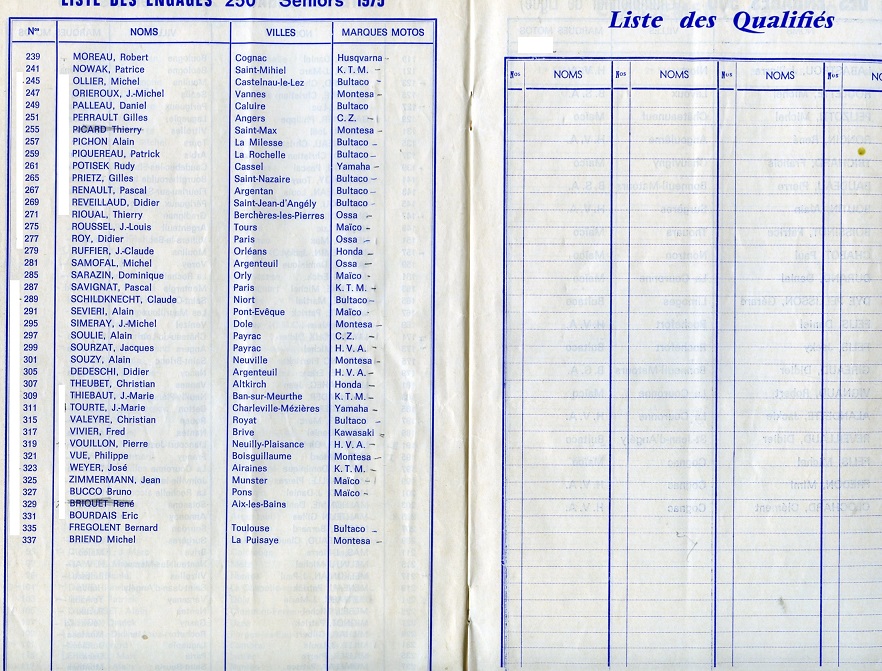 LISTE DES ENGAGES 250 Seniors 1975
Nos NOMS VILLES MARQUES MOTOS
239 MOREAU, Robert Cognac Husqvarna
241 NOWAK, Patrice Saint-Mihiel K.T.M.
245 OLLIER, Michel Castelnau-le-Lez Bultaco
247 ORIEROUX, J.-Michel Vannes Montesa
249 PALLEAU, Daniel Caluire Bultaco
251 PERRAULT Gilles Angers C.Z.
255 PICARD Thierry Saint-Max Montesa
257 PICHON Alain La Milesse Bultaco
259 PIQUEREAU, Patrick La Rochelle Bultaco
261 POTISEK Rudy Cassel Yamaha
265 PRIETZ, Gilles Saint-Nazaire Bultaco
267 RENAULT, Pascal Argentan Bultaco
269 REVEILLAUD, Didier Saint-Jean-d'Angély Bultaco
271 RIOUAL, Thierry Berchères-les-Pierres Ossa
275 ROUSSEL, J.-Louis Tours Maïco
277 ROY, Didier Paris Ossa
279 RUFFIER, J.-Claude Orléans Honda
281 SAMOFAL, Michel Argenteuil Ossa
285 SARAZIN, Dominique Orly Maïco
287 SAVIGNAT, Pascal Paris K.T.M.
289 SCHILDKNECHT, Claude Niort Bultaco
291 SEVIERI, Alain Pont-Evêque Maïco
295 SIMERAY, J.-Michel Dole Montesa
297 SOULIE, Alain Payrac C.Z.
299 SOURZAT, Jacques Payrac H.V.A.
301 SOUZY, Alain Neuville Montesa
305 DEDESCHI, Didier Argenteuil H.V.A.
307 THEUBET, Christian Altkirch Honda
309 THIEBAUT, J.-Marie Ban-sur-Meurthe K.T.M.
311 TOURTE, J.-Marie Charleville-Mézières Yamaha
315 VALEYRE, Christian Royat Bultaco
317 VIVIER, Fred Brive Kawasaki
319 VOUILLON, Pierre Neuilly-Plaisance H.V.A.
321 VUE, Philippe Boisguillaume Montesa
323 WEYER, José Airaines K.T.M.
325 ZIMMERMANN, Jean Munster Maïco
327 BUCCO Bruno Pons Maïco
329 BRIQUET René Aix-les-Bains
331 BOURDAIS Eric
335 FREGOLENT Bernard Toulouse Bultaco
337 BRIEND Michel La Puisaye Montesa
Liste des Qualifiés
Nos NOMS Nos NOMS Nos NOMS Nos